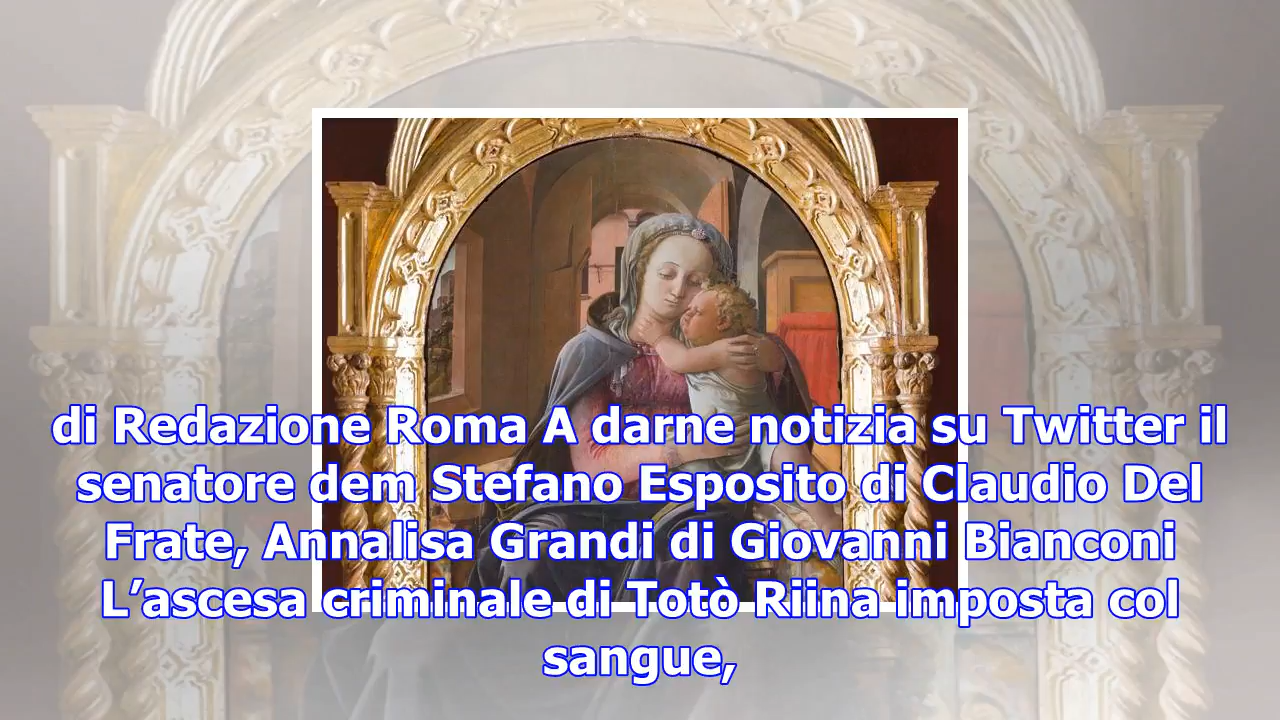 di Redazione Roma A darne notizia su Twitter il
senatore dem Stefano Esposito di Claudio Del
Frate, Annalisa Grandi di Giovanni Bianconi
L’ascesa criminale di Totò Riina imposta col
sangue,